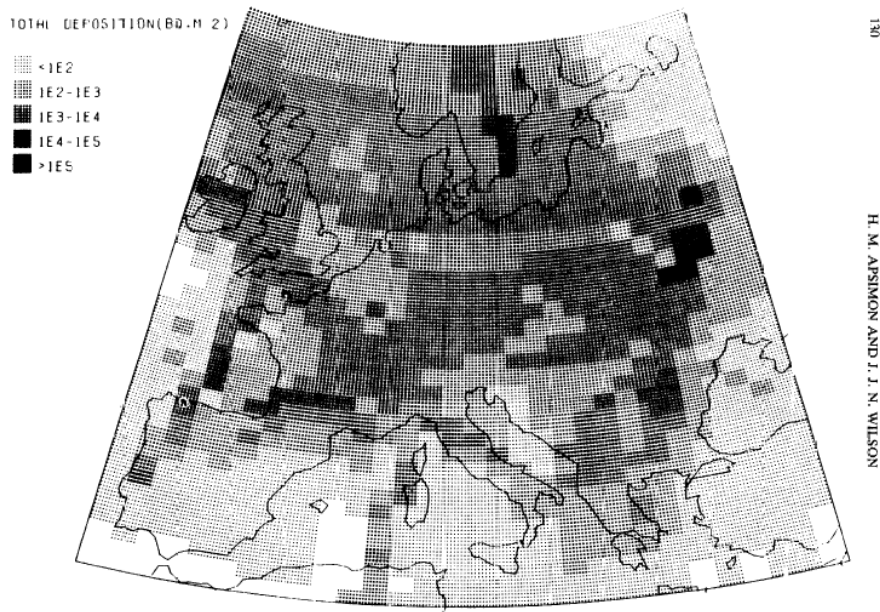 TOTAL DEPOSITION(BQ.M 2)
<1E2
1E2-1E3
1E3-1E4
1E4-1E5
>1E5
130
H. M. APSIMON AND J. J. N. WILSON